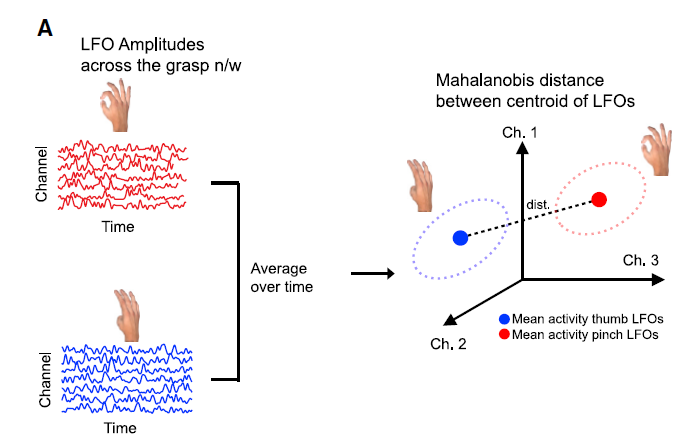 A
LFO Amplitudes
across the grasp n/w
Channel
Time
Channel
Time
Average
over time
Mahalanobis distance
between centroid of LFOs
Ch. 1
dist.
Ch. 3
Ch. 2
Mean activity thumb LFOs
Mean activity pinch LFOs